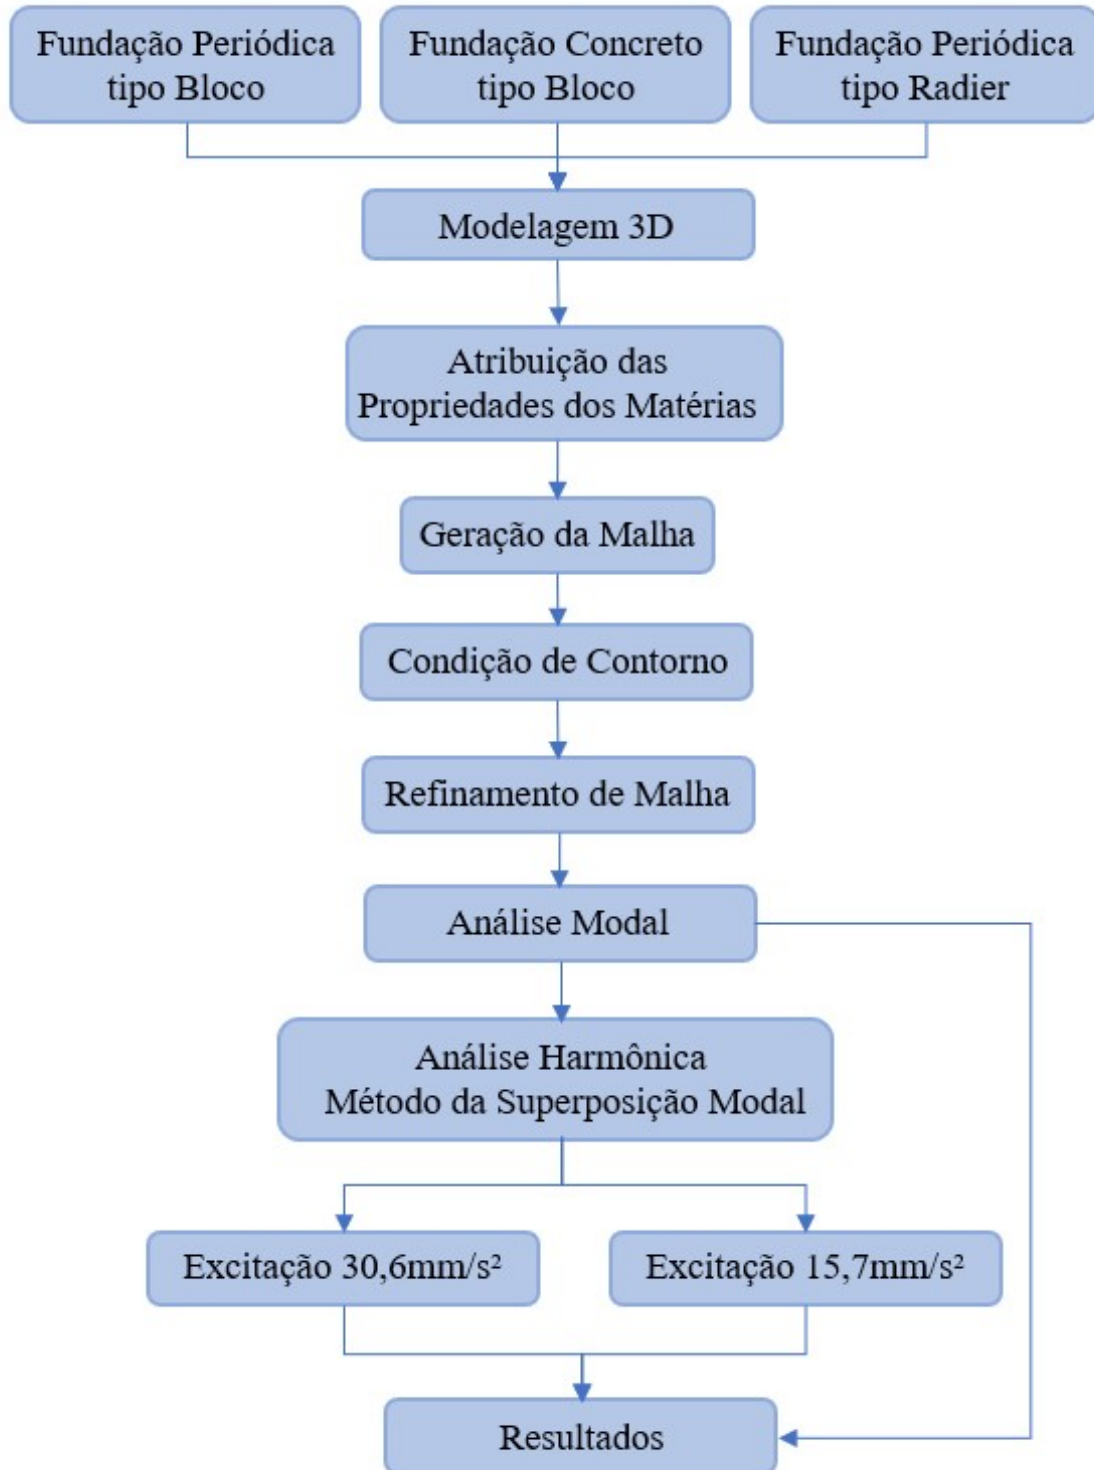 Fundação Periódica
tipo Bloco
Fundação Concreto
tipo Bloco
Fundação Periódica
tipo Radier
Modelagem 3D
Atribuição das
Propriedades dos Matérias
Geração da Malha
Condição de Contorno
Refinamento de Malha
Análise Modal
Análise Harmônica
Método da Superposição Modal
Excitação 30,6mm/s²
Excitação 15,7mm/s²
Resultados